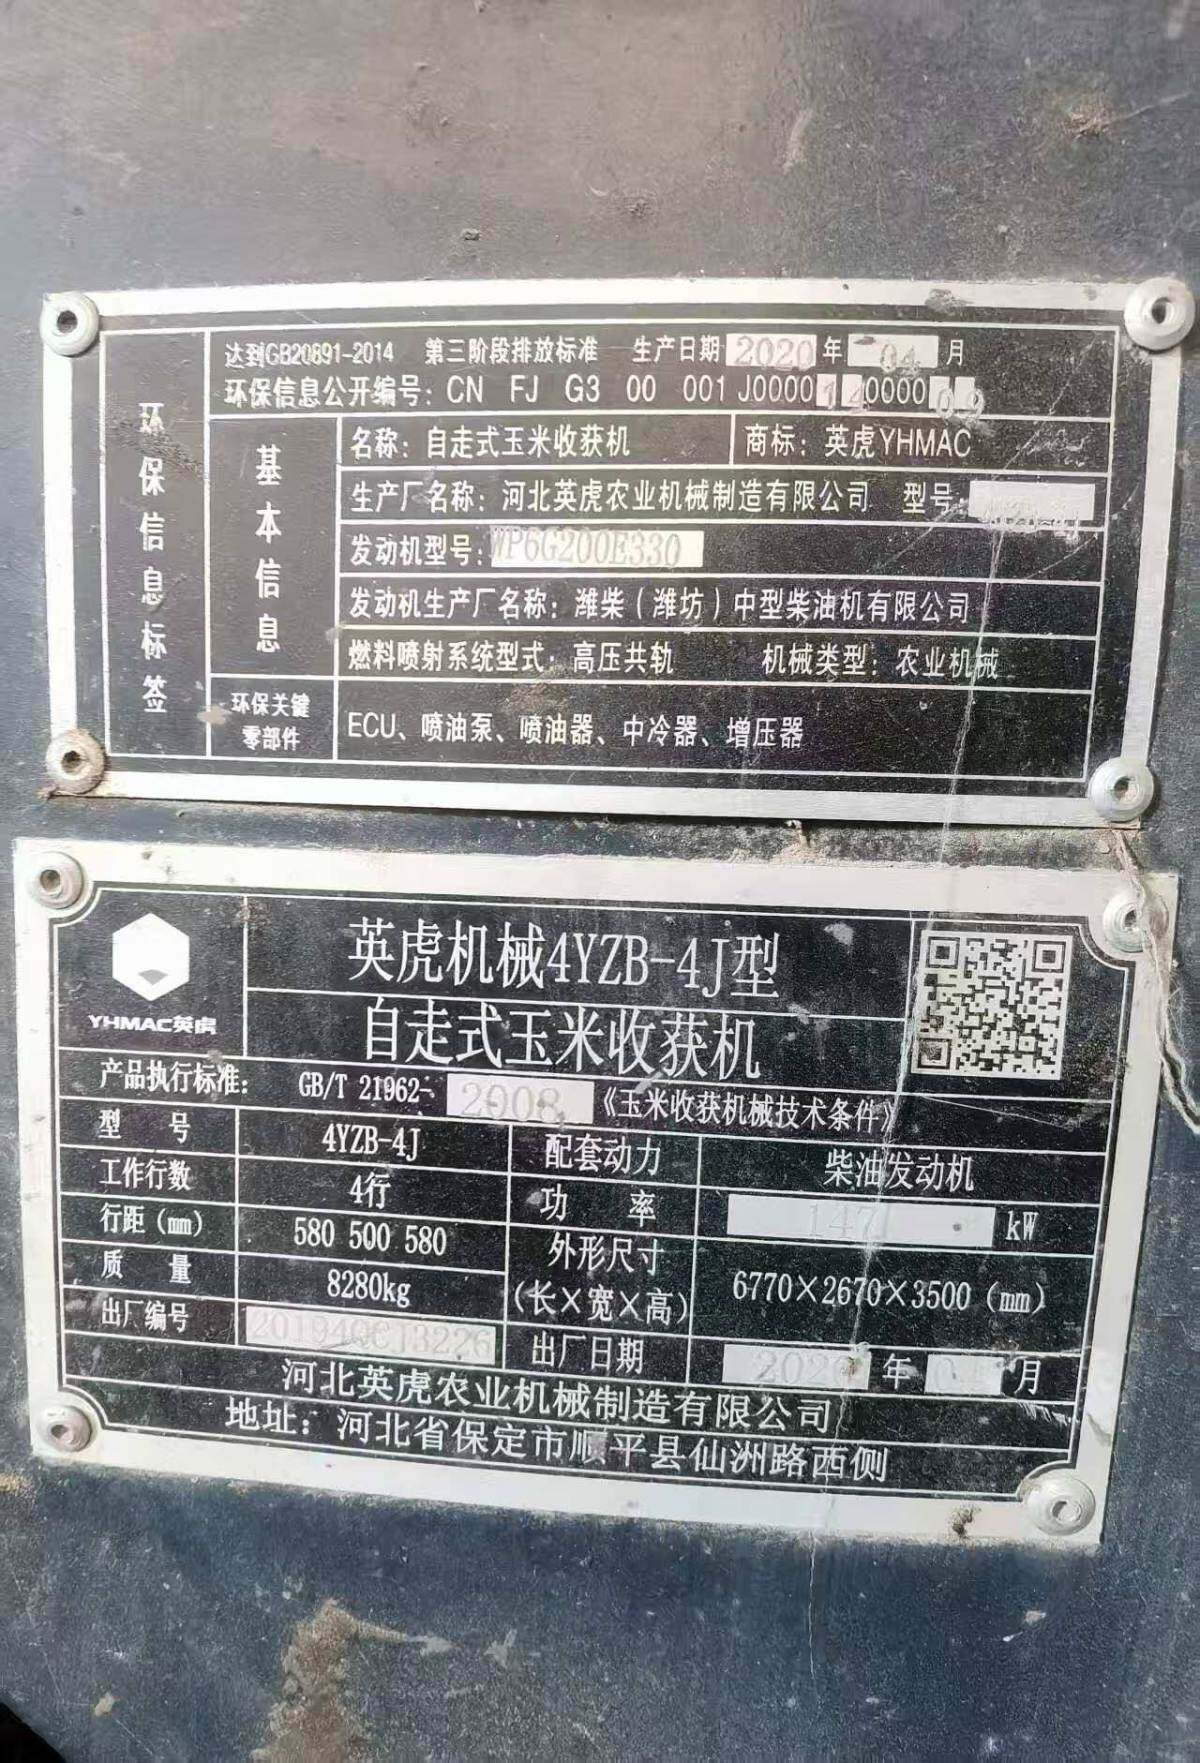 环保信息标签
达到GB20891-2014 第三阶段排放标准 生产日期 2020 年 04 月
环保信息公开编号: CN FJ G3 00 001 J0000140000
基本信息
名称: 自走式玉米收获机 商标: 英虎YHMAC
生产厂名称: 河北英虎农业机械制造有限公司 型号:
发动机型号: WP6G200E330
发动机生产厂名称: 潍柴(潍坊)中型柴油机有限公司
燃料喷射系统型式: 高压共轨 机械类型: 农业机械
环保关键零部件 ECU、喷油泵、喷油器、中冷器、增压器
YHMAC英虎
英虎机械4YZB-4J型
自走式玉米收获机
产品执行标准: GB/T 21962-2008《玉米收获机械技术条件》
型号 4YZB-4J 配套动力 柴油发动机
工作行数 4行 功率 147 kW
行距(mm) 580 500 580 外形尺寸(长×宽×高) 6770×2670×3500 (mm)
质量 8280kg
出厂编号 出厂日期 2020 年 04 月
河北英虎农业机械制造有限公司
地址: 河北省保定市顺平县仙洲路西侧